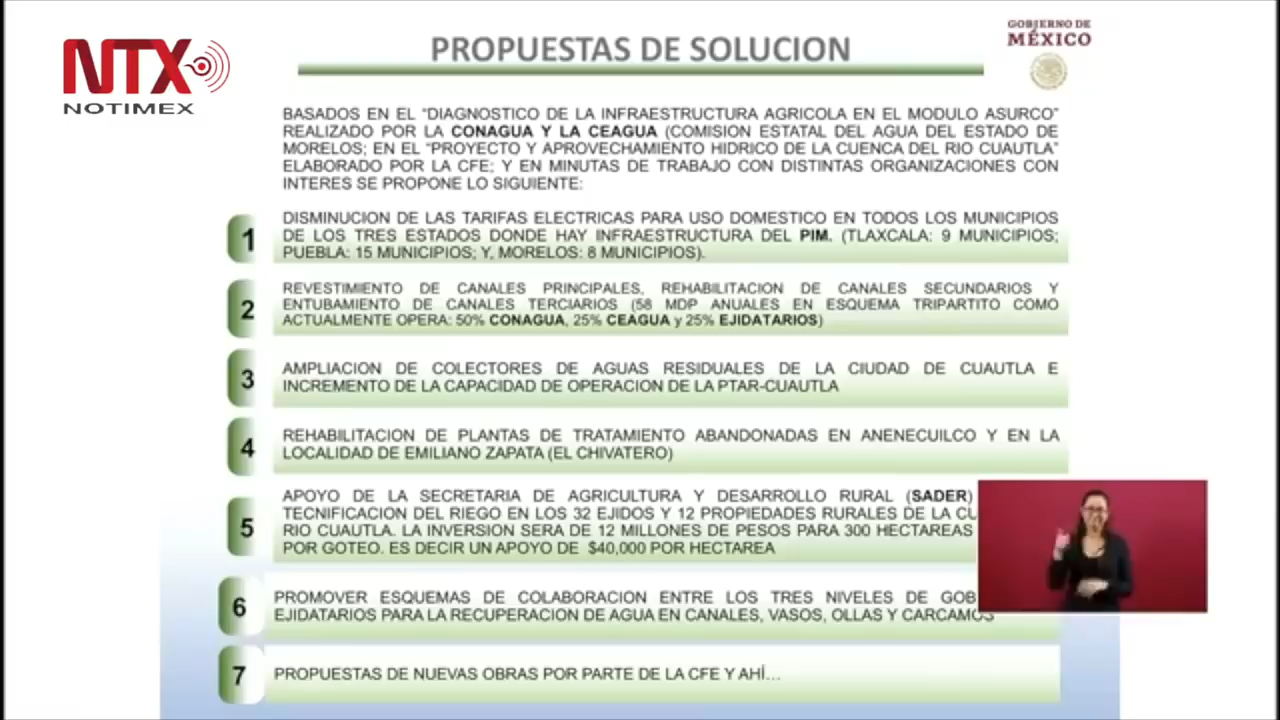 NTX
NOTIMEX
PROPUESTAS DE SOLUCION
GOBIERNO DE
MÉXICO
BASADOS EN EL “DIAGNOSTICO DE LA INFRAESTRUCTURA AGRICOLA EN EL MODULO ASURCO”
REALIZADO POR LA CONAGUA Y LA CEAGUA (COMISION ESTATAL DEL AGUA DEL ESTADO DE
MORELOS; EN EL “PROYECTO Y APROVECHAMIENTO HIDRICO DE LA CUENCA DEL RIO CUAUTLA”
ELABORADO POR LA CFE; Y EN MINUTAS DE TRABAJO CON DISTINTAS ORGANIZACIONES CON
INTERES SE PROPONE LO SIGUIENTE:
1
DISMINUCION DE LAS TARIFAS ELECTRICAS PARA USO DOMESTICO EN TODOS LOS MUNICIPIOS
DE LOS TRES ESTADOS DONDE HAY INFRAESTRUCTURA DEL PIM. (TLAXCALA: 9 MUNICIPIOS;
PUEBLA: 15 MUNICIPIOS; Y, MORELOS: 8 MUNICIPIOS).
2
REVESTIMIENTO DE CANALES PRINCIPALES, REHABILITACION DE CANALES SECUNDARIOS Y
ENTUBAMIENTO DE CANALES TERCIARIOS (58 MDP ANUALES EN ESQUEMA TRIPARTITO COMO
ACTUALMENTE OPERA: 50% CONAGUA, 25% CEAGUA y 25% EJIDATARIOS)
3
AMPLIACION DE COLECTORES DE AGUAS RESIDUALES DE LA CIUDAD DE CUAUTLA E
INCREMENTO DE LA CAPACIDAD DE OPERACION DE LA PTAR-CUAUTLA
4
REHABILITACION DE PLANTAS DE TRATAMIENTO ABANDONADAS EN ANENECUILCO Y EN LA
LOCALIDAD DE EMILIANO ZAPATA (EL CHIVATERO)
5
APOYO DE LA SECRETARIA DE AGRICULTURA Y DESARROLLO RURAL (SADER)
TECNIFICACION DEL RIEGO EN LOS 32 EJIDOS Y 12 PROPIEDADES RURALES DE LA CU
RIO CUAUTLA. LA INVERSION SERA DE 12 MILLONES DE PESOS PARA 300 HECTAREAS
POR GOTEO. ES DECIR UN APOYO DE $40,000 POR HECTAREA
6
PROMOVER ESQUEMAS DE COLABORACION ENTRE LOS TRES NIVELES DE GOB
EJIDATARIOS PARA LA RECUPERACION DE AGUA EN CANALES, VASOS, OLLAS Y CARCAMOS
7
PROPUESTAS DE NUEVAS OBRAS POR PARTE DE LA CFE Y AHÍ…